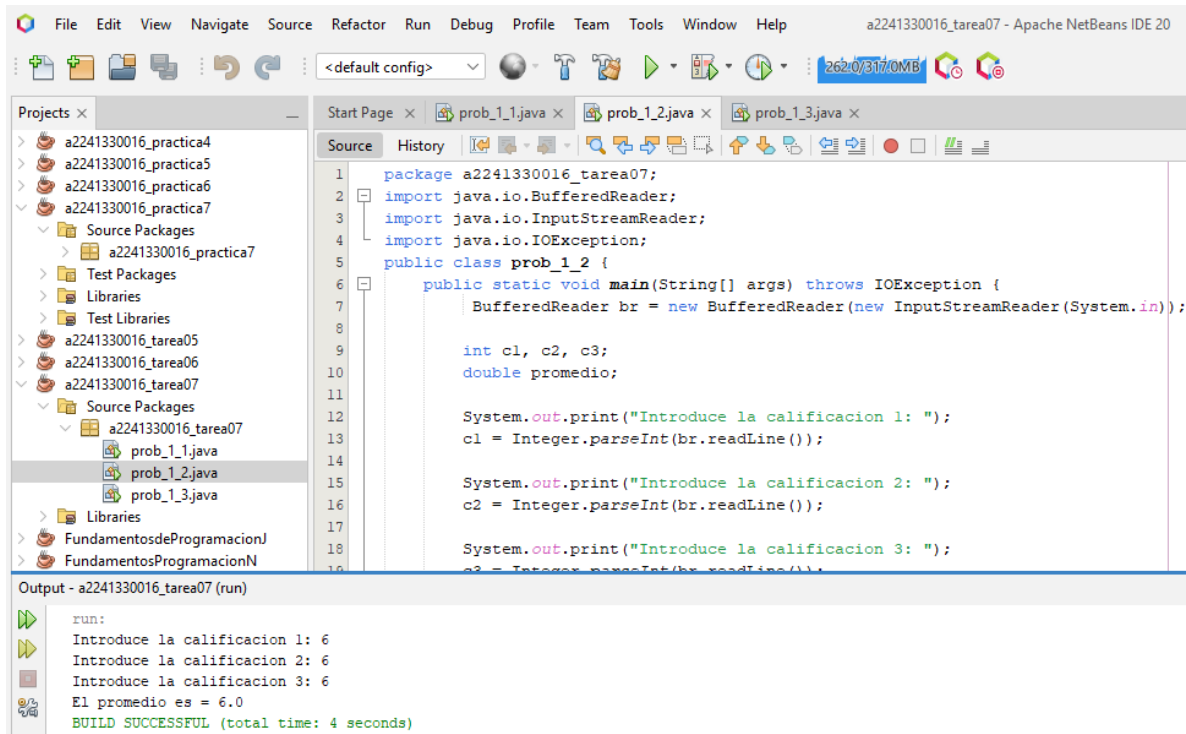 File Edit View Navigate Source Refactor Run Debug Profile Team Tools Window Help a2241330016_tarea07 - Apache NetBeans IDE 20
<default config> 262.0/317.0MB
Projects
Start Page prob_1_1.java prob_1_2.java prob_1_3.java
a2241330016_practica4
a2241330016_practica5
a2241330016_practica6
a2241330016_practica7
Source Packages
a2241330016_practica7
Test Packages
Libraries
Test Libraries
a2241330016_tarea05
a2241330016_tarea06
a2241330016_tarea07
Source Packages
a2241330016_tarea07
prob_1_1.java
prob_1_2.java
prob_1_3.java
Libraries
FundamentosdeProgramacionJ
FundamentosProgramacionN
Source History
1 package a2241330016_tarea07;
2 import java.io.BufferedReader;
3 import java.io.InputStreamReader;
4 import java.io.IOException;
5 public class prob_1_2 {
6 public static void main(String[] args) throws IOException {
7 BufferedReader br = new BufferedReader(new InputStreamReader(System.in));
8
9 int c1, c2, c3;
10 double promedio;
11
12 System.out.print("Introduce la calificacion 1: ");
13 c1 = Integer.parseInt(br.readLine());
14
15 System.out.print("Introduce la calificacion 2: ");
16 c2 = Integer.parseInt(br.readLine());
17
18 System.out.print("Introduce la calificacion 3: ");
19 c3 = Integer.parseInt(br.readLine());
Output - a2241330016_tarea07 (run)
run:
Introduce la calificacion 1: 6
Introduce la calificacion 2: 6
Introduce la calificacion 3: 6
El promedio es = 6.0
BUILD SUCCESSFUL (total time: 4 seconds)